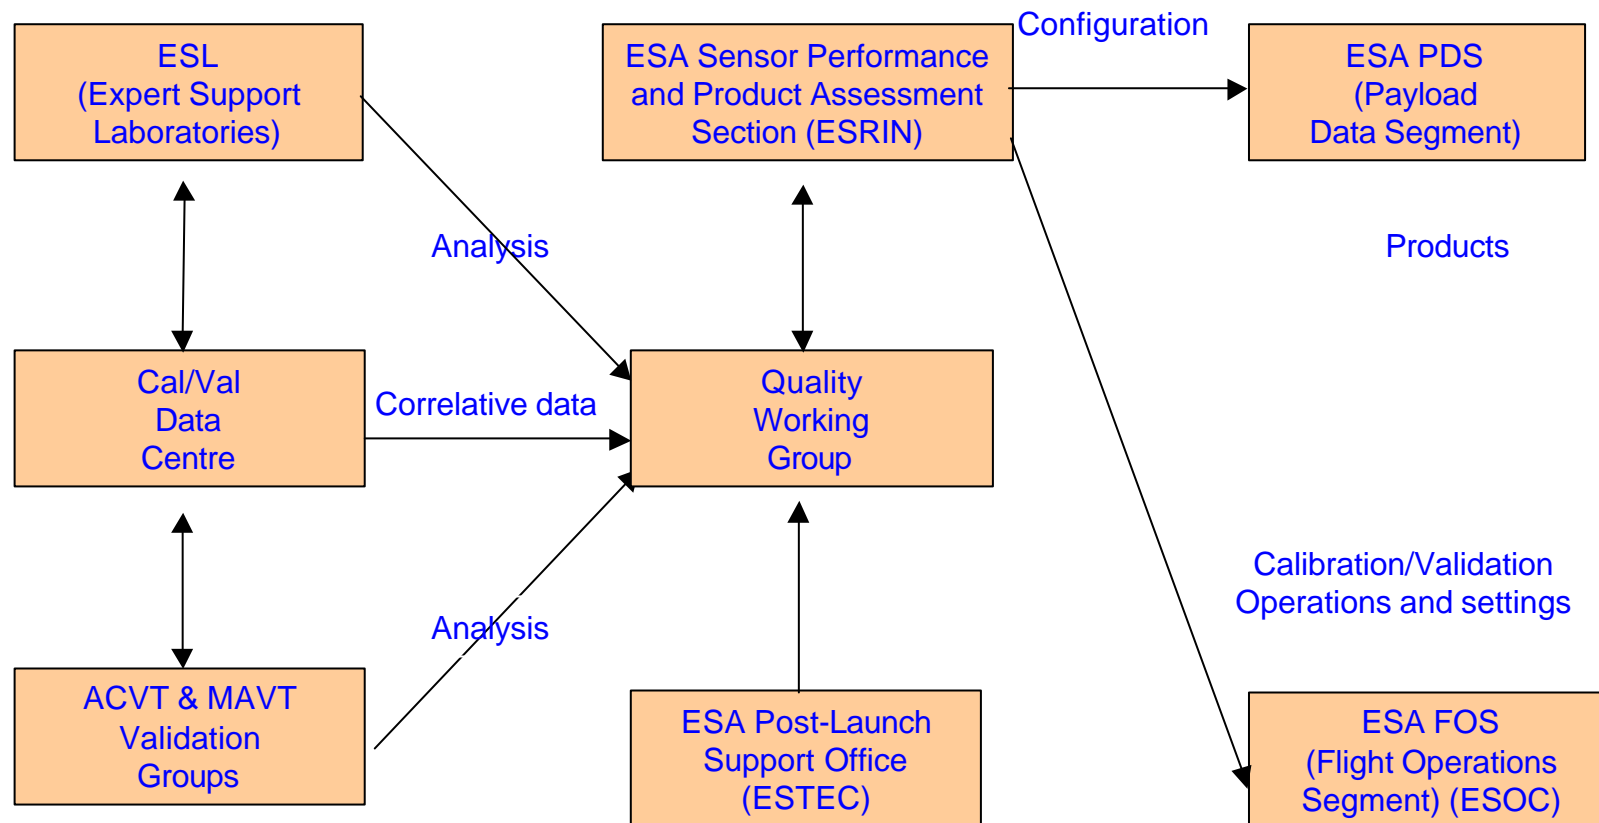 ESL
(Expert Support
Laboratories)
ESA Sensor Performance
and Product Assessment
Section (ESRIN)
Configuration
ESA PDS
(Payload
Data Segment)
Analysis
Products
Cal/Val
Data
Centre
Correlative data
Quality
Working
Group
Calibration/Validation
Operations and settings
Analysis
ACVT & MAVT
Validation
Groups
ESA Post-Launch
Support Office
(ESTEC)
ESA FOS
(Flight Operations
Segment) (ESOC)